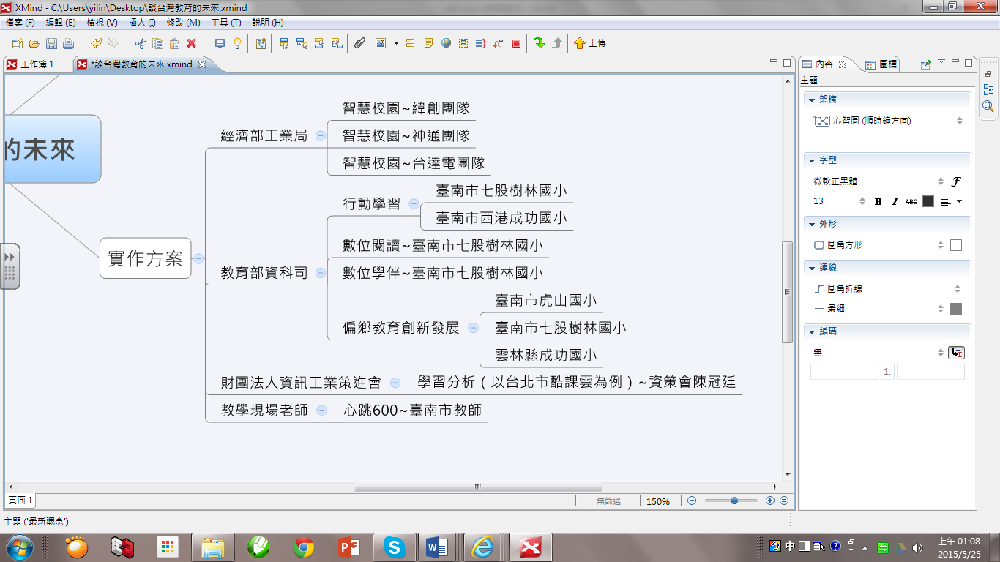 XMind - C:\Users\yilin\Desktop\談台灣教育的未來.xmind
檔案 (F) 編輯 (E) 檢視 (V) 插入 (I) 修改 (M) 工具 (T) 說明 (H)
上傳
工作簿 1
*談台灣教育的未來.xmind
的未來
實作方案
經濟部工業局
智慧校園~緯創團隊
智慧校園~神通團隊
智慧校園~台達電團隊
教育部資科司
行動學習
臺南市七股樹林國小
臺南市西港成功國小
數位閱讀~臺南市七股樹林國小
數位學伴~臺南市七股樹林國小
偏鄉教育創新發展
臺南市虎山國小
臺南市七股樹林國小
雲林縣成功國小
財團法人資訊工業策進會
學習分析（以台北市酷課雲為例）~資策會陳冠廷
教學現場老師
心跳600~臺南市教師
內容
圖標
主題
架構
心智圖 (順時鐘方向)
字型
微軟正黑體
13 B I ABC
外形
圓角方形
連線
圓角折線
最細
編碼
無
1.
頁面 1
無篩選
150%
主題 ('最新觀念')
中
上午 01:08
2015/5/25